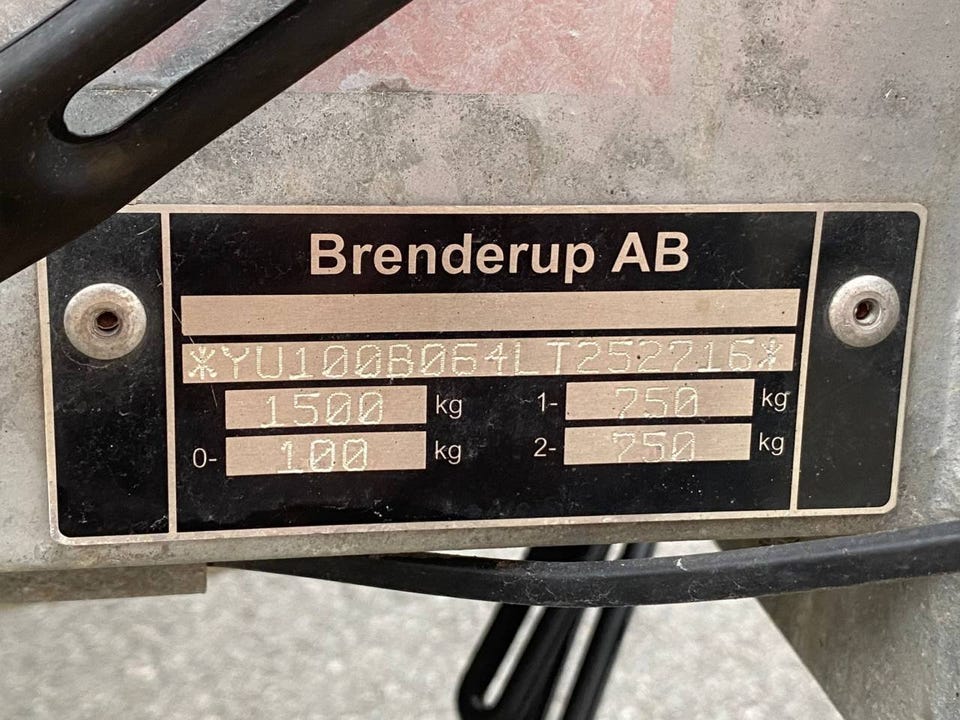 Brenderup AB
*YU100B064LT252716*
1500 kg 1- 750 kg
0- 100 kg 2- 750 kg